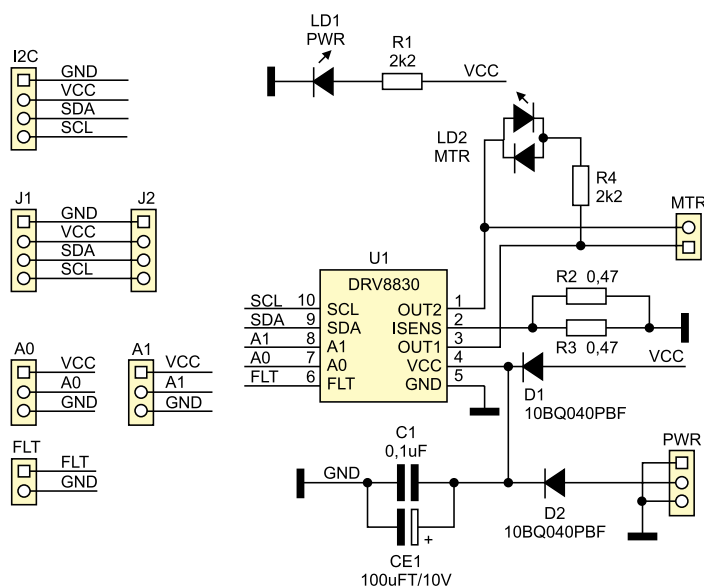 LD1
PWR
R1
2k2
VCC
I2C
GND
VCC
SDA
SCL
LD2
MTR
R4
2k2
MTR
J1
J2
GND
VCC
SDA
SCL
U1
DRV8830
SCL 10 SCL OUT2 1
SDA 9 SDA ISENS 2
A1 8 A1 OUT1 3
A0 7 A0 VCC 4
FLT 6 FLT GND 5
R2 0,47
R3 0,47
VCC
D1
10BQ040PBF
A0
VCC
A0
GND
A1
VCC
A1
GND
FLT
FLT
GND
C1
0,1uF
GND
CE1
+
100uFT/10V
D2
10BQ040PBF
PWR